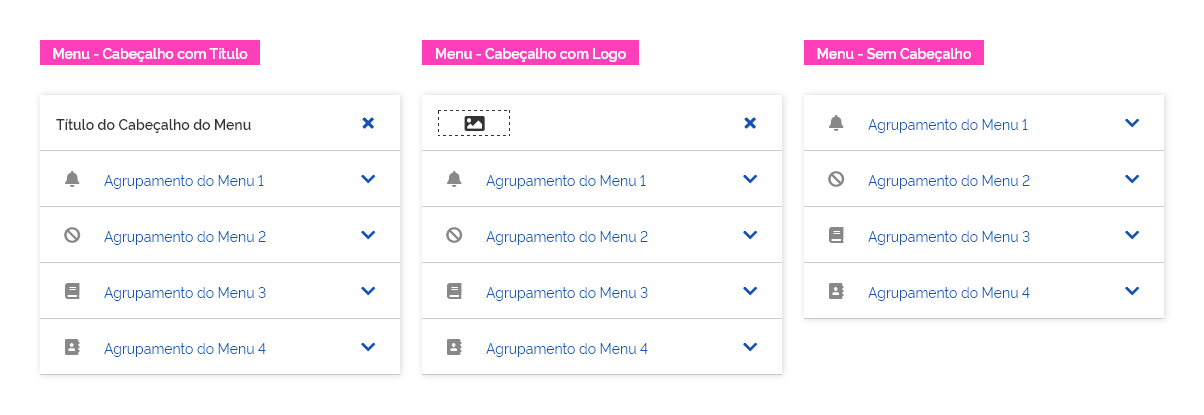 Menu - Cabeçalho com Título
Título do Cabeçalho do Menu
Agrupamento do Menu 1
Agrupamento do Menu 2
Agrupamento do Menu 3
Agrupamento do Menu 4
Menu - Cabeçalho com Logo
Agrupamento do Menu 1
Agrupamento do Menu 2
Agrupamento do Menu 3
Agrupamento do Menu 4
Menu - Sem Cabeçalho
Agrupamento do Menu 1
Agrupamento do Menu 2
Agrupamento do Menu 3
Agrupamento do Menu 4